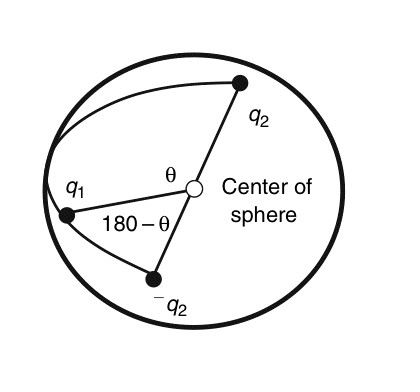 q2
θ
q1
Center of
sphere
180 – θ
–q2